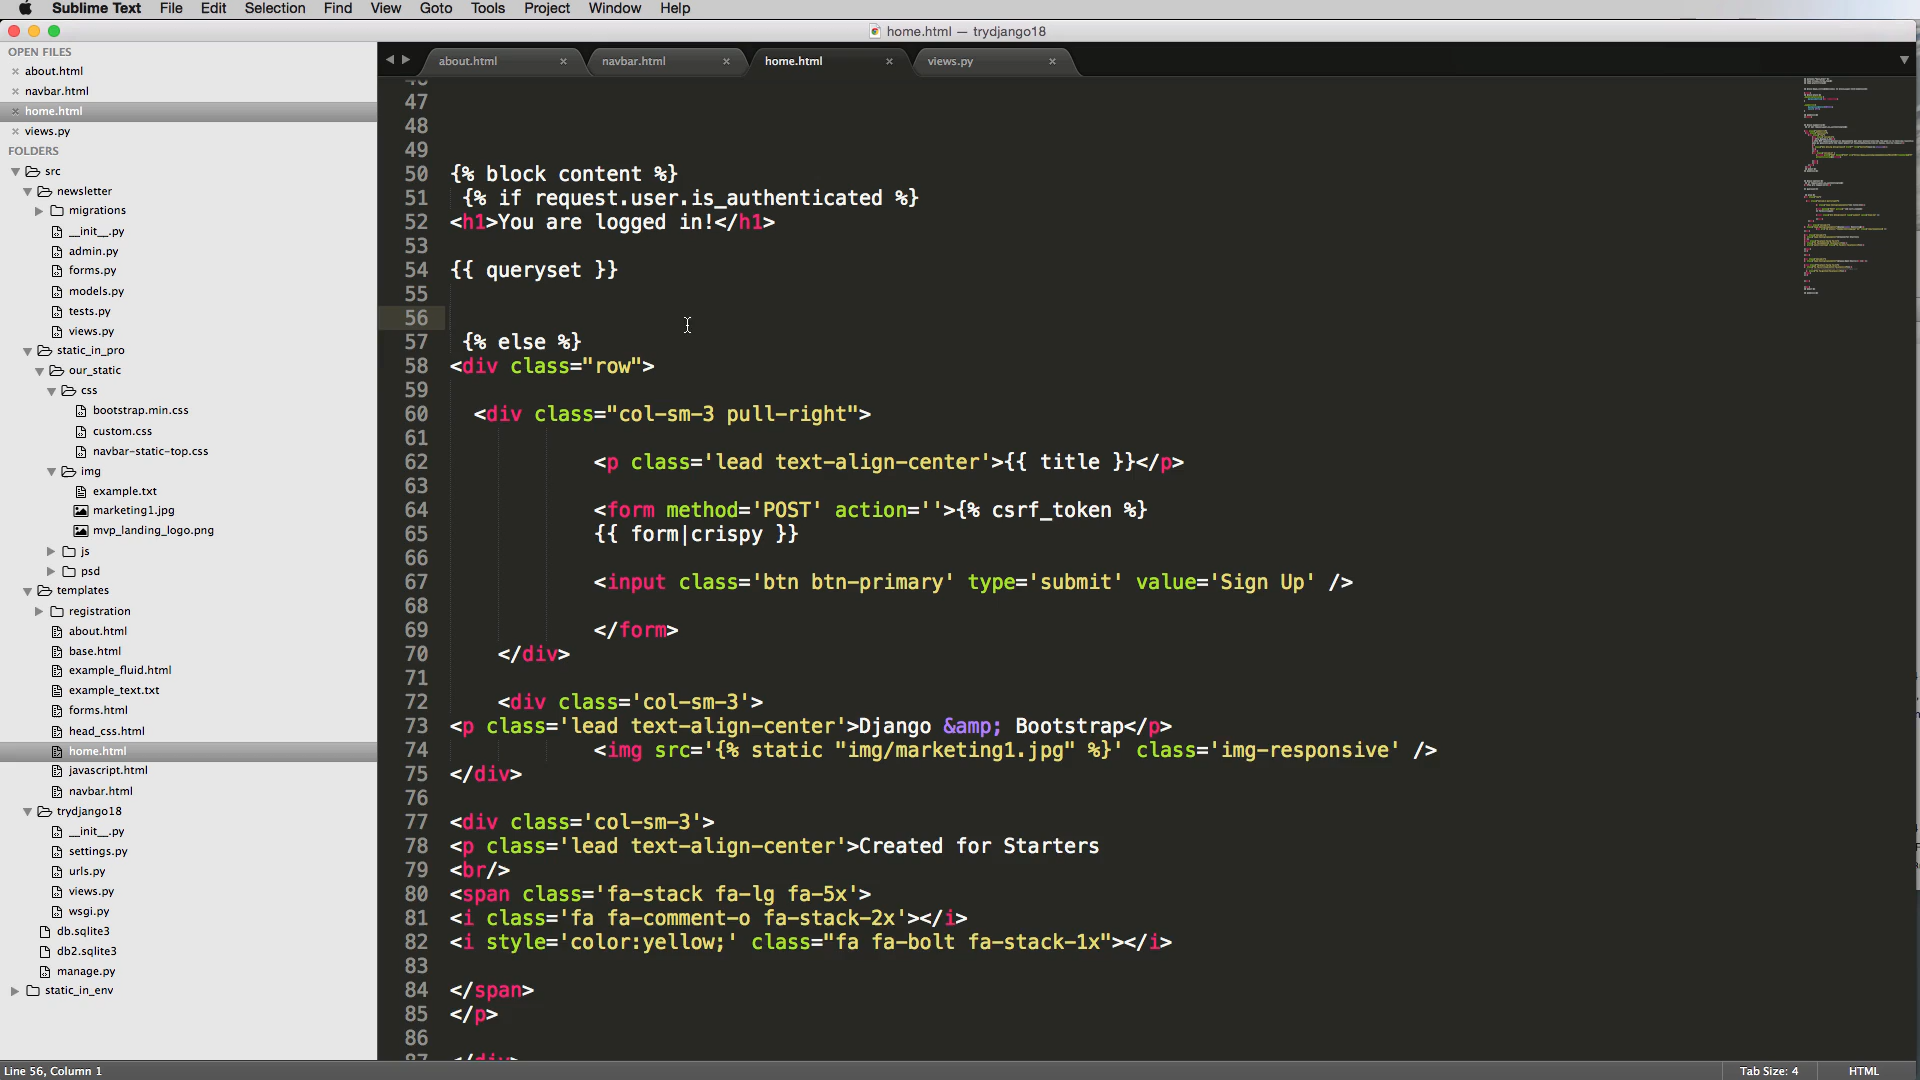 Sublime Text File Edit Selection Find View Goto Tools Project Window Help
home.html — trydjango18
OPEN FILES
about.html
navbar.html
home.html
views.py
FOLDERS
src
newsletter
migrations
__init__.py
admin.py
forms.py
models.py
tests.py
views.py
static_in_pro
our_static
css
bootstrap.min.css
custom.css
navbar-static-top.css
img
example.txt
marketing1.jpg
mvp_landing_logo.png
js
psd
templates
registration
about.html
base.html
example_fluid.html
example_text.txt
forms.html
head_css.html
home.html
javascript.html
navbar.html
trydjango18
__init__.py
settings.py
urls.py
views.py
wsgi.py
db.sqlite3
db2.sqlite3
manage.py
static_in_env
about.html navbar.html home.html views.py
46
47
48
49
50 {% block content %}
51 {% if request.user.is_authenticated %}
52 <h1>You are logged in!</h1>
53
54 {{ queryset }}
55
56
57 {% else %}
58 <div class="row">
59
60 <div class="col-sm-3 pull-right">
61
62 <p class='lead text-align-center'>{{ title }}</p>
63
64 <form method='POST' action=''>{% csrf_token %}
65 {{ form|crispy }}
66
67 <input class='btn btn-primary' type='submit' value='Sign Up' />
68
69 </form>
70 </div>
71
72 <div class='col-sm-3'>
73 <p class='lead text-align-center'>Django &amp; Bootstrap</p>
74 <img src='{% static "img/marketing1.jpg" %}' class='img-responsive' />
75 </div>
76
77 <div class='col-sm-3'>
78 <p class='lead text-align-center'>Created for Starters
79 <br/>
80 <span class='fa-stack fa-lg fa-5x'>
81 <i class='fa fa-comment-o fa-stack-2x'></i>
82 <i style='color:yellow;' class="fa fa-bolt fa-stack-1x"></i>
83
84 </span>
85 </p>
86
87 </div>
Line 56, Column 1 Tab Size: 4 HTML